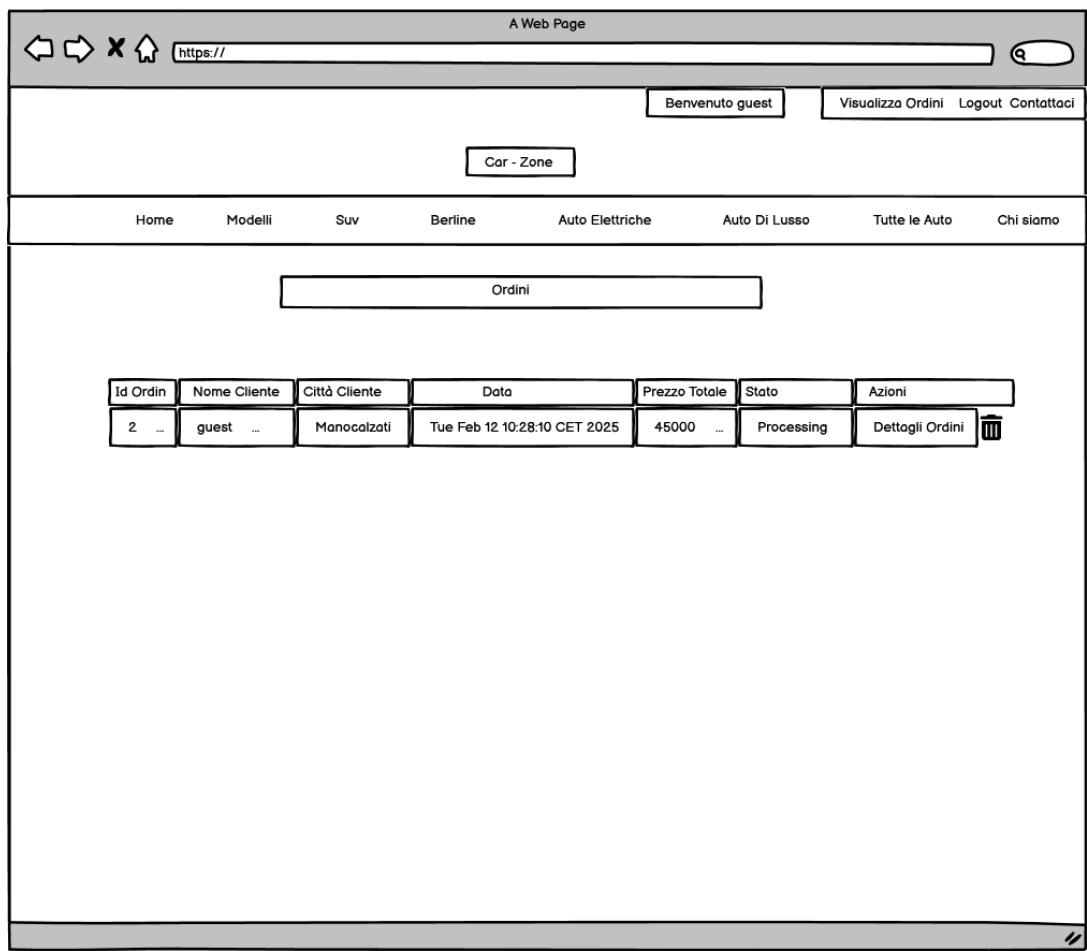 A Web Page
https://
Benvenuto guest Visualizza Ordini Logout Contattaci
Car - Zone
Home Modelli Suv Berline Auto Elettriche Auto Di Lusso Tutte le Auto Chi siamo
Ordini
Id Ordin Nome Cliente Città Cliente Data Prezzo Totale Stato Azioni
2 ... guest ... Manocalzati Tue Feb 12 10:28:10 CET 2025 45000 ... Processing Dettagli Ordini